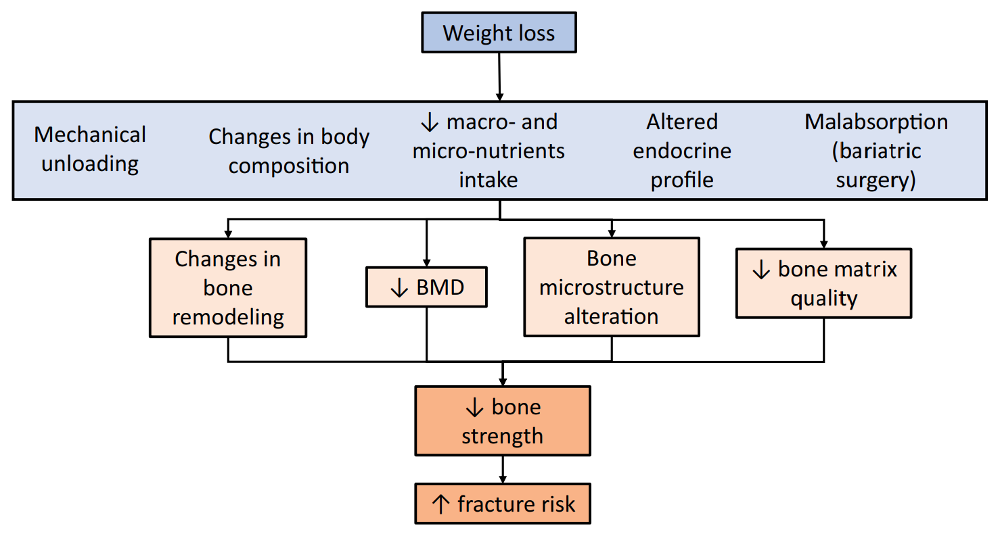 Weight loss
Mechanical
unloading
Changes in body
composition
↓ macro- and
micro-nutrients
intake
Altered
endocrine
profile
Malabsorption
(bariatric
surgery)
Changes in
bone
remodeling
↓ BMD
Bone
microstructure
alteration
↓ bone matrix
quality
↓ bone
strength
↑ fracture risk